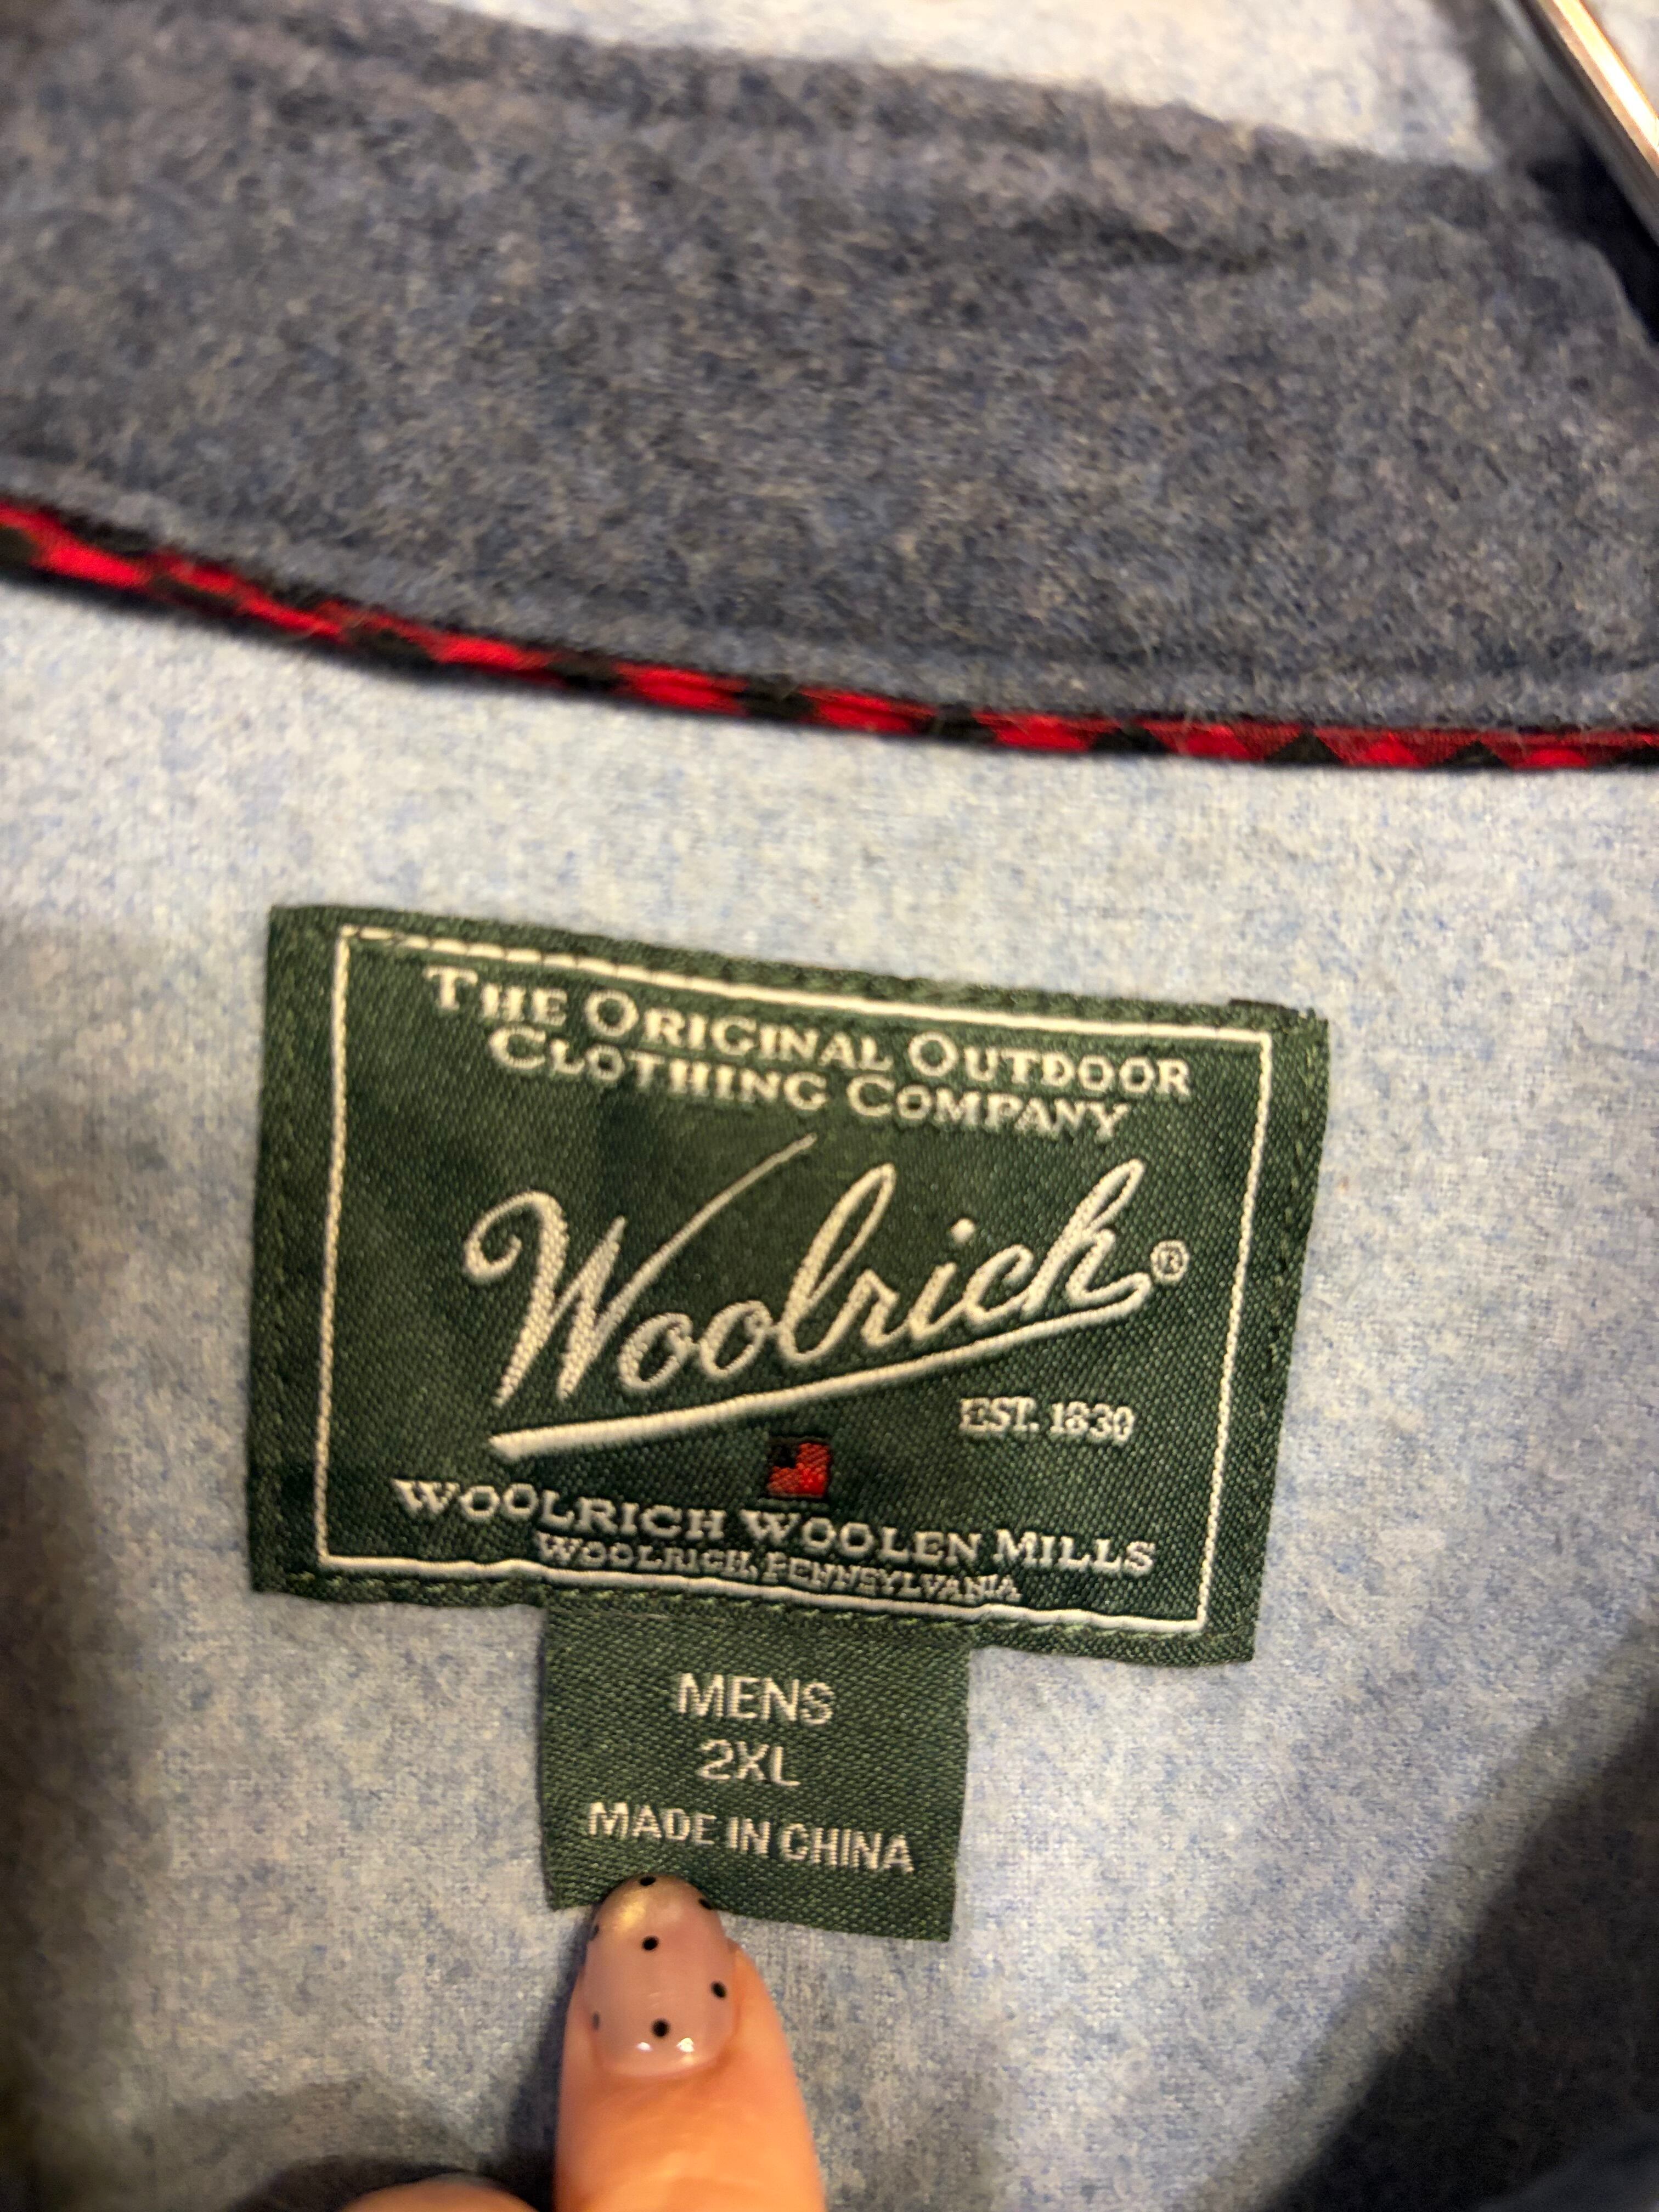 THE ORIGINAL OUTDOOR
CLOTHING COMPANY
Woolrich®
EST. 1830
WOOLRICH WOOLEN MILLS
WOOLRICH, PENNSYLVANIA
MENS
2XL
MADE IN CHINA